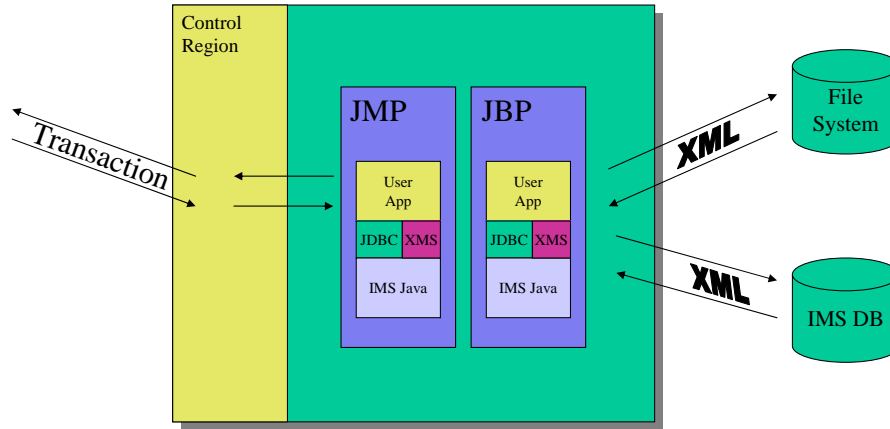 Control
Region
Transaction
JMP
User
App
JDBC
XMS
IMS Java
JBP
User
App
JDBC
XMS
IMS Java
XML
File
System
XML
IMS DB